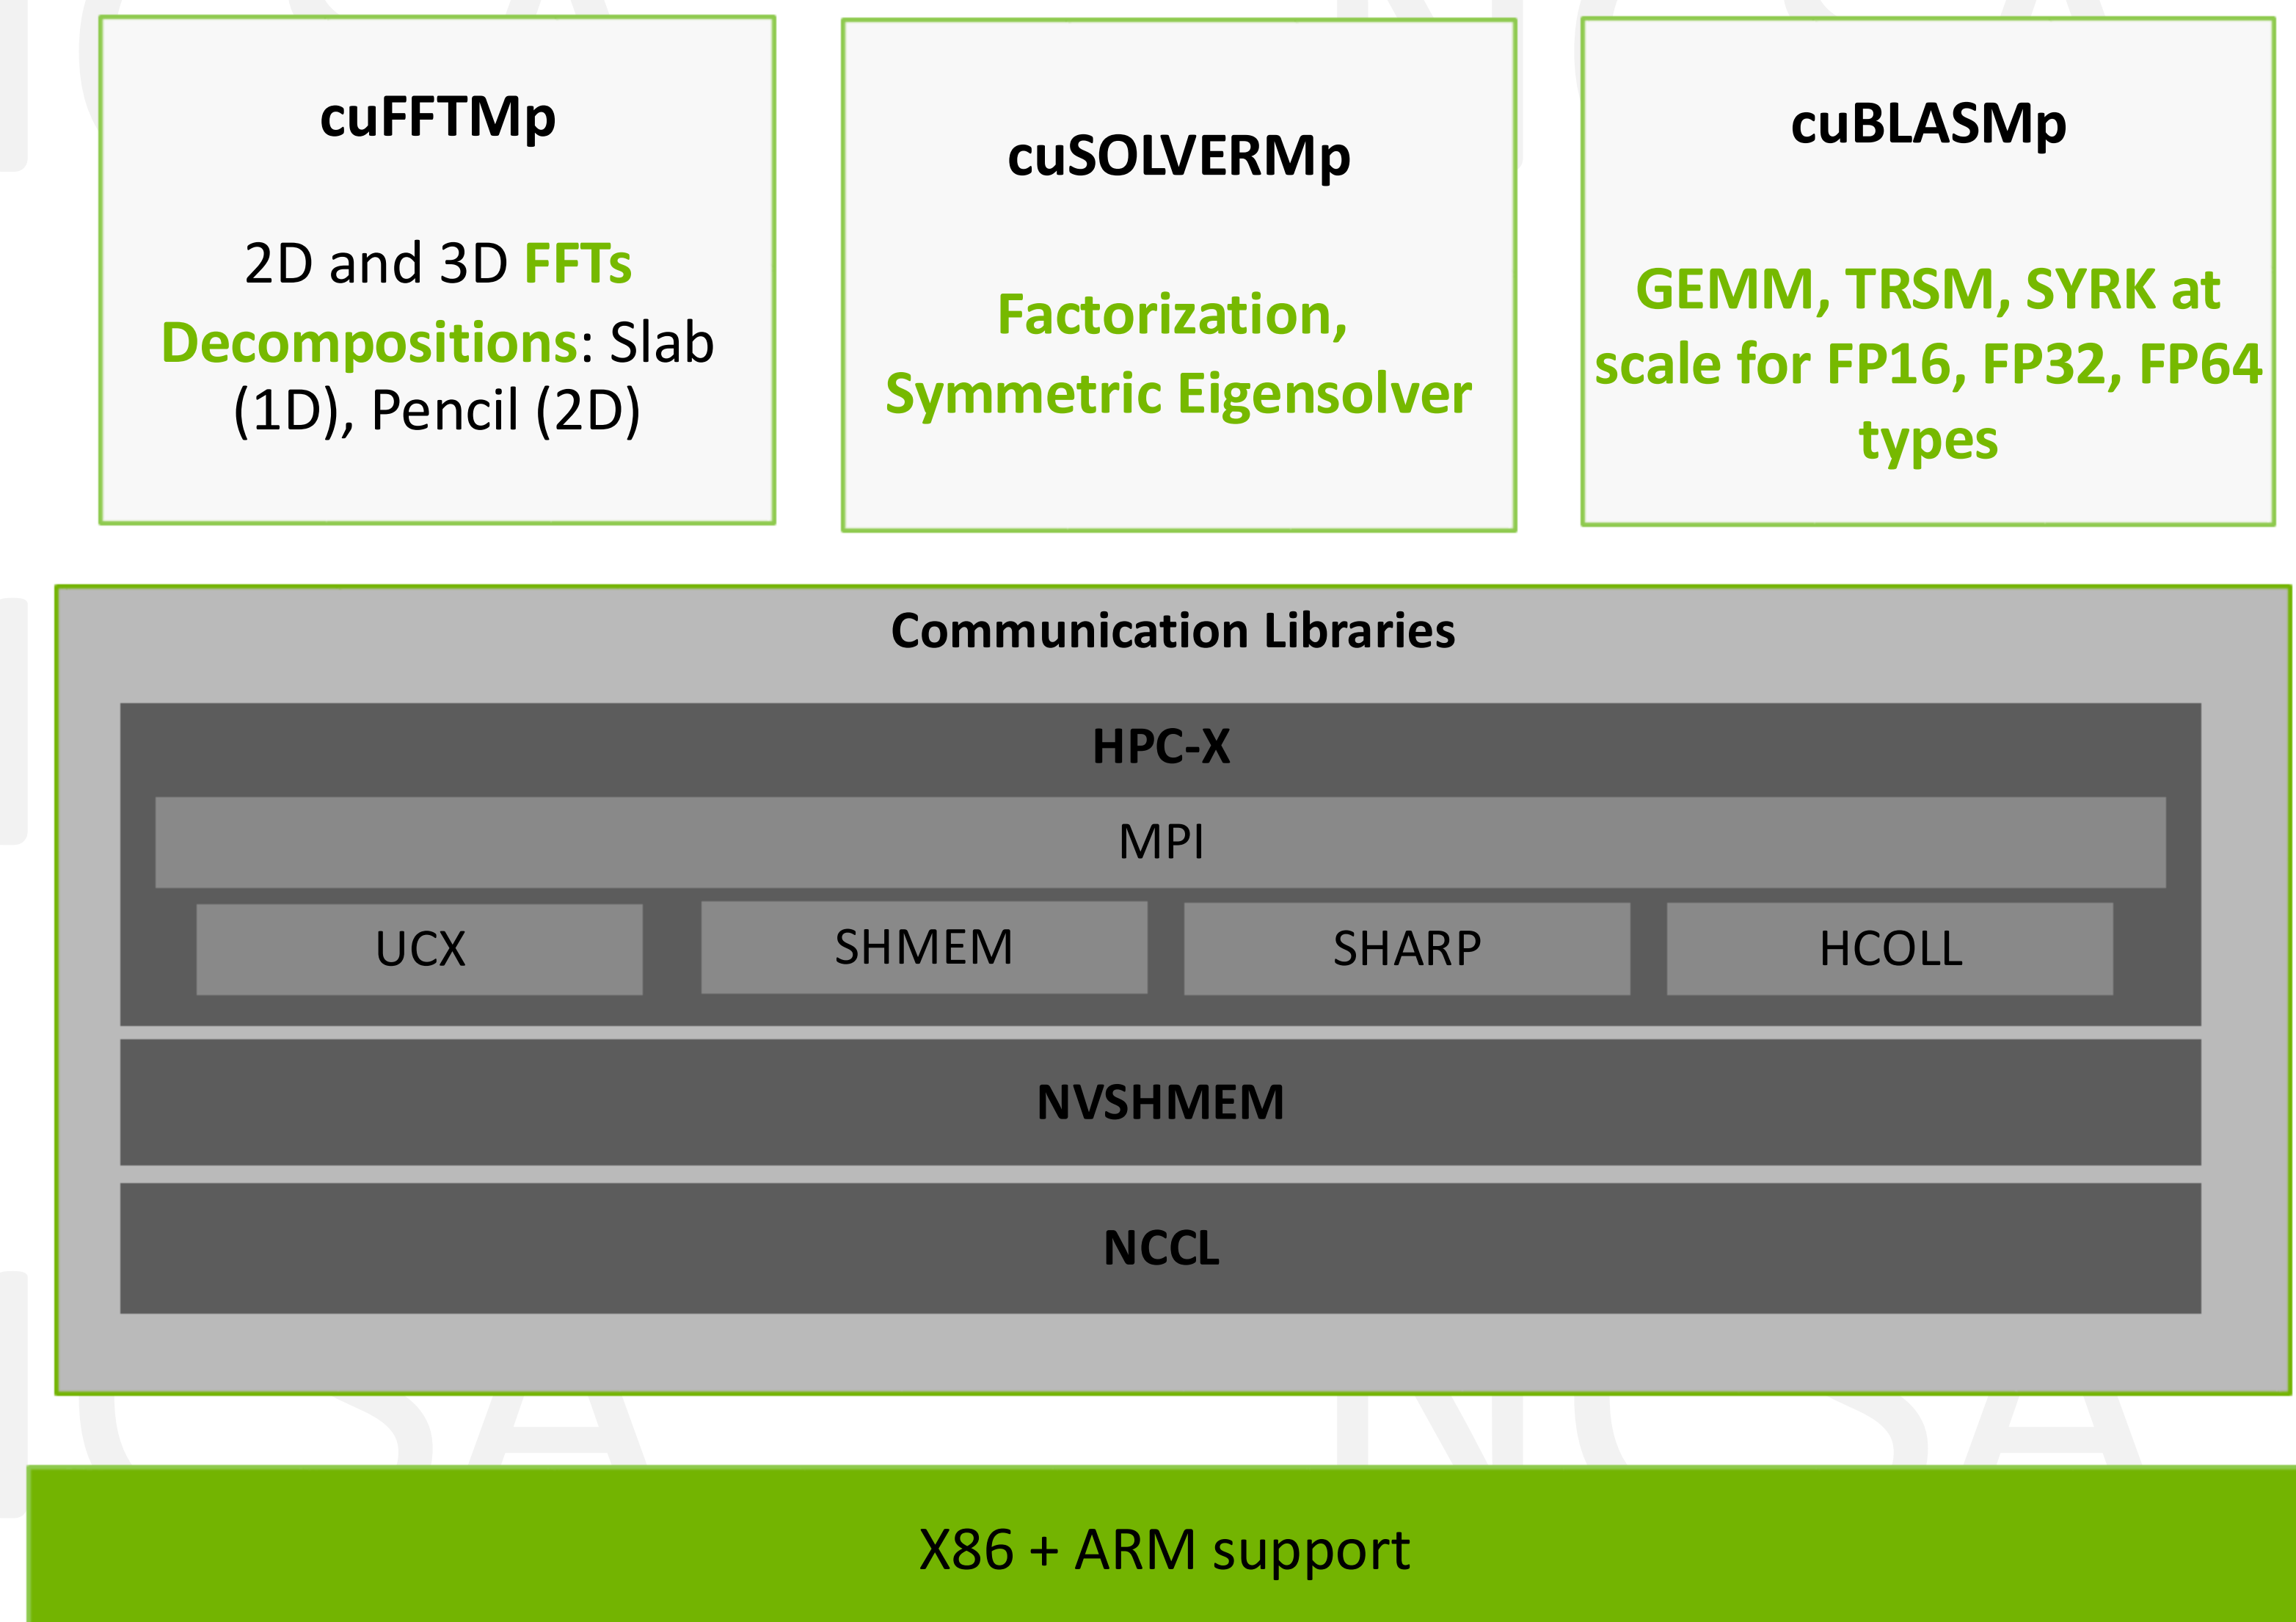 cuFFTMp
2D and 3D FFTs
Decompositions: Slab
(1D), Pencil (2D)
cuSOLVERMp
Factorization,
Symmetric Eigensolver
cuBLASMp
GEMM, TRSM, SYRK at
scale for FP16, FP32, FP64
types
Communication Libraries
HPC-X
MPI
UCX
SHMEM
SHARP
HCOLL
NVSHMEM
NCCL
X86 + ARM support